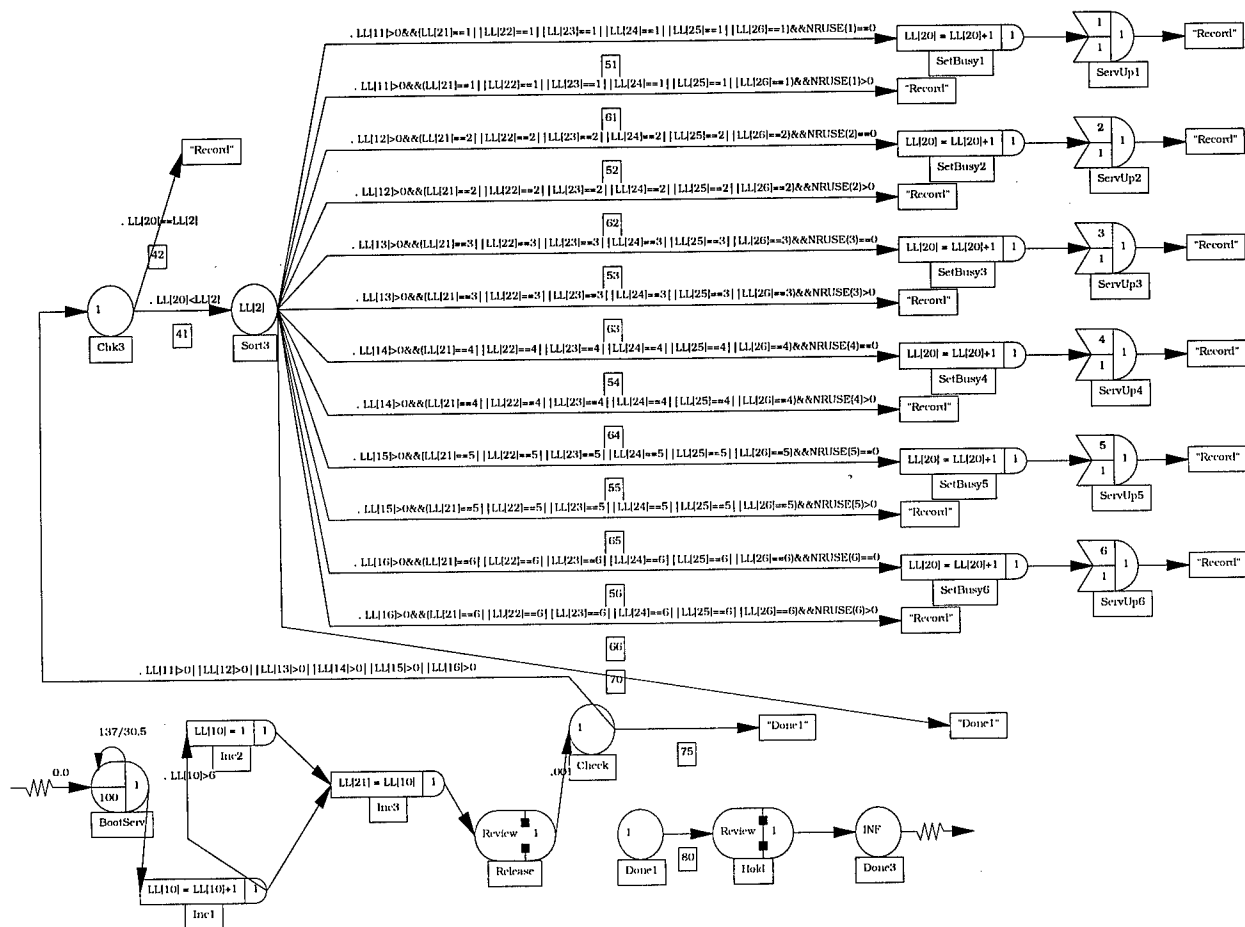 . LL[11]>0&&(LL[21]==1||LL[22]==1||LL[23]==1||LL[24]==1||LL[25]==1||LL[26]==1)&&NRUSE(1)==0
LL[20] = LL[20]+1 1
SetBusy1
1
1
1
ServUp1
"Record"
51
. LL[11]>0&&(LL[21]==1||LL[22]==1||LL[23]==1||LL[24]==1||LL[25]==1||LL[26]==1)&&NRUSE(1)>0
"Record"
61
. LL[12]>0&&(LL[21]==2||LL[22]==2||LL[23]==2||LL[24]==2||LL[25]==2||LL[26]==2)&&NRUSE(2)==0
LL[20] = LL[20]+1 1
SetBusy2
2
1
1
ServUp2
"Record"
52
. LL[12]>0&&(LL[21]==2||LL[22]==2||LL[23]==2||LL[24]==2||LL[25]==2||LL[26]==2)&&NRUSE(2)>0
"Record"
62
. LL[13]>0&&(LL[21]==3||LL[22]==3||LL[23]==3||LL[24]==3||LL[25]==3||LL[26]==3)&&NRUSE(3)==0
LL[20] = LL[20]+1 1
SetBusy3
3
1
1
ServUp3
"Record"
53
. LL[13]>0&&(LL[21]==3||LL[22]==3||LL[23]==3||LL[24]==3||LL[25]==3||LL[26]==3)&&NRUSE(3)>0
"Record"
63
. LL[14]>0&&(LL[21]==4||LL[22]==4||LL[23]==4||LL[24]==4||LL[25]==4||LL[26]==4)&&NRUSE(4)==0
LL[20] = LL[20]+1 1
SetBusy4
4
1
1
ServUp4
"Record"
54
. LL[14]>0&&(LL[21]==4||LL[22]==4||LL[23]==4||LL[24]==4||LL[25]==4||LL[26]==4)&&NRUSE(4)>0
"Record"
64
. LL[15]>0&&(LL[21]==5||LL[22]==5||LL[23]==5||LL[24]==5||LL[25]==5||LL[26]==5)&&NRUSE(5)==0
LL[20] = LL[20]+1 1
SetBusy5
5
1
1
ServUp5
"Record"
55
. LL[15]>0&&(LL[21]==5||LL[22]==5||LL[23]==5||LL[24]==5||LL[25]==5||LL[26]==5)&&NRUSE(5)>0
"Record"
65
. LL[16]>0&&(LL[21]==6||LL[22]==6||LL[23]==6||LL[24]==6||LL[25]==6||LL[26]==6)&&NRUSE(6)==0
LL[20] = LL[20]+1 1
SetBusy6
6
1
1
ServUp6
"Record"
56
. LL[16]>0&&(LL[21]==6||LL[22]==6||LL[23]==6||LL[24]==6||LL[25]==6||LL[26]==6)&&NRUSE(6)>0
"Record"
66
70
"Record"
. LL[20]==LL[2]
42
. LL[20]<LL[2]
41
1
Chk3
LL[2]
Sort3
. LL[11]>0||LL[12]>0||LL[13]>0||LL[14]>0||LL[15]>0||LL[16]>0
137/30,5
0.0
100
1
BootServ
LL[10] = 1 1
Inc2
. LL[10]>6
LL[10] = LL[10]+1 1
Inc1
LL[21] = LL[10] 1
Inc3
Review 1
Release
.001
1
Check
75
"Done1"
"Done1"
1
Done1
80
Review 1
Hold
INF
Done3